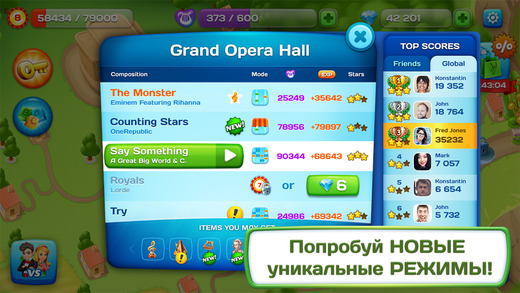 8 58434 / 79000 373 / 600 42 201
Grand Opera Hall
Composition Mode EXP Stars
The Monster
Eminem Featuring Rihanna
25249 +35642
Counting Stars
OneRepublic
NEW! 78956 +79897
Say Something
A Great Big World & C.
90344 +68643
Royals
Lorde
7 or 6
Try
! 24986 +69342
ITEMS YOU MAY GET
NEW! NEW!
TOP SCORES
Friends Global
Konstantin
19 352
John
18 764
Fred Jones
35232
4 Mark
7 057
5 Konstantin
6 654
6 John
5 732
%
43:04
VS
Попробуй НОВЫЕ
уникальные РЕЖИМЫ!